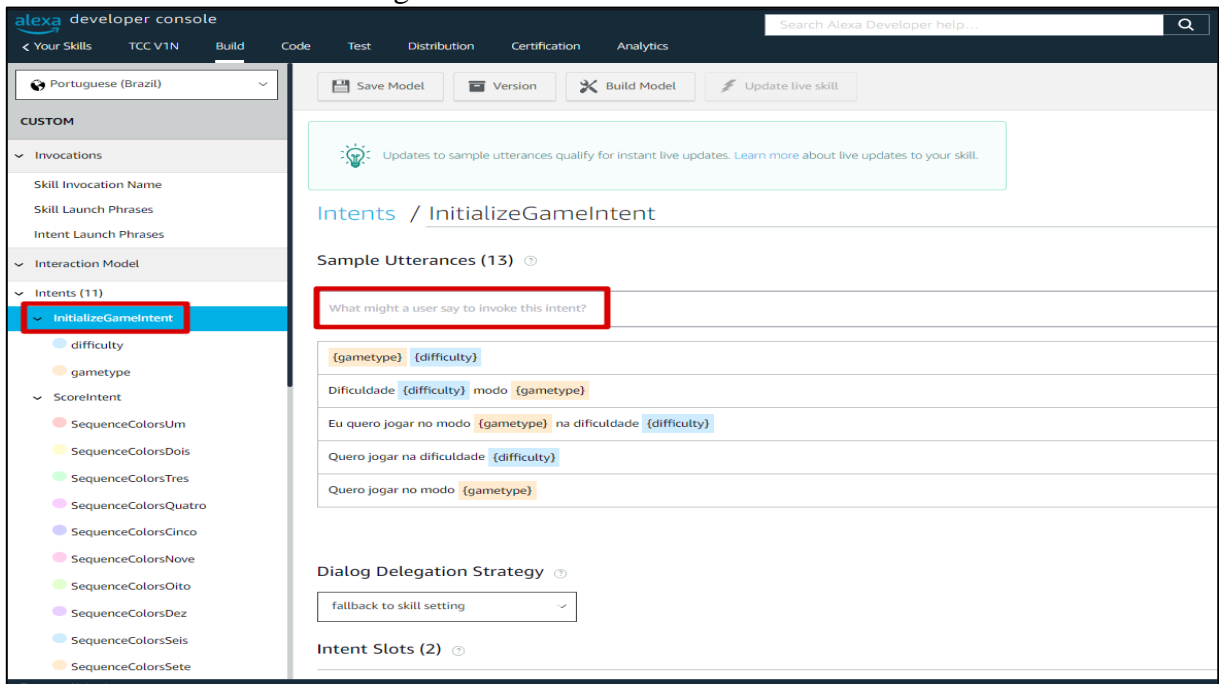 alexa developer console
Search Alexa Developer help...
< Your Skills TCC V1N Build Code Test Distribution Certification Analytics
Portuguese (Brazil)
Save Model Version Build Model Update live skill
CUSTOM
Invocations
Skill Invocation Name
Skill Launch Phrases
Intent Launch Phrases
Interaction Model
Intents (11)
InitializeGameIntent
difficulty
gametype
ScoreIntent
SequenceColorsUm
SequenceColorsDois
SequenceColorsTres
SequenceColorsQuatro
SequenceColorsCinco
SequenceColorsNove
SequenceColorsOito
SequenceColorsDez
SequenceColorsSeis
SequenceColorsSete
Updates to sample utterances qualify for instant live updates. Learn more about live updates to your skill.
Intents / InitializeGameIntent
Sample Utterances (13)
What might a user say to invoke this intent?
{gametype} {difficulty}
Dificuldade {difficulty} modo {gametype}
Eu quero jogar no modo {gametype} na dificuldade {difficulty}
Quero jogar na dificuldade {difficulty}
Quero jogar no modo {gametype}
Dialog Delegation Strategy
fallback to skill setting
Intent Slots (2)